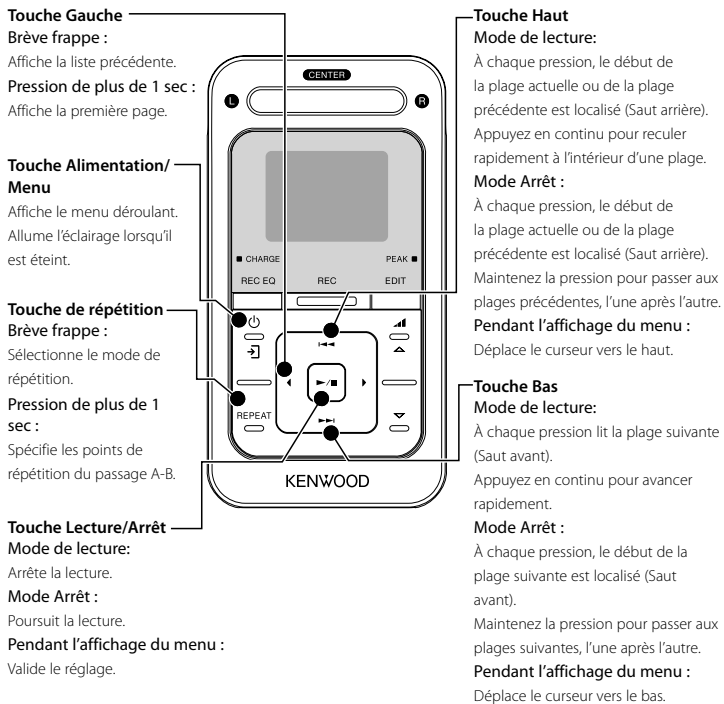 Touche Gauche
Brève frappe :
Affiche la liste précédente.
Pression de plus de 1 sec :
Affiche la première page.
Touche Alimentation/
Menu
Affiche le menu déroulant.
Allume l'éclairage lorsqu'il
est éteint.
Touche de répétition
Brève frappe :
Sélectionne le mode de
répétition.
Pression de plus de 1
sec :
Spécifie les points de
répétition du passage A-B.
Touche Lecture/Arrêt
Mode de lecture:
Arrête la lecture.
Mode Arrêt :
Poursuit la lecture.
Pendant l'affichage du menu :
Valide le réglage.
CENTER
L
R
CHARGE
PEAK
REC EQ
REC
EDIT
REPEAT
KENWOOD
Touche Haut
Mode de lecture:
À chaque pression, le début de
la plage actuelle ou de la plage
précédente est localisé (Saut arrière).
Appuyez en continu pour reculer
rapidement à l'intérieur d'une plage.
Mode Arrêt :
À chaque pression, le début de
la plage actuelle ou de la plage
précédente est localisé (Saut arrière).
Maintenez la pression pour passer aux
plages précédentes, l'une après l'autre.
Pendant l'affichage du menu :
Déplace le curseur vers le haut.
Touche Bas
Mode de lecture:
À chaque pression lit la plage suivante
(Saut avant).
Appuyez en continu pour avancer
rapidement.
Mode Arrêt :
À chaque pression, le début de la
plage suivante est localisé (Saut
avant).
Maintenez la pression pour passer aux
plages suivantes, l'une après l'autre.
Pendant l'affichage du menu :
Déplace le curseur vers le bas.